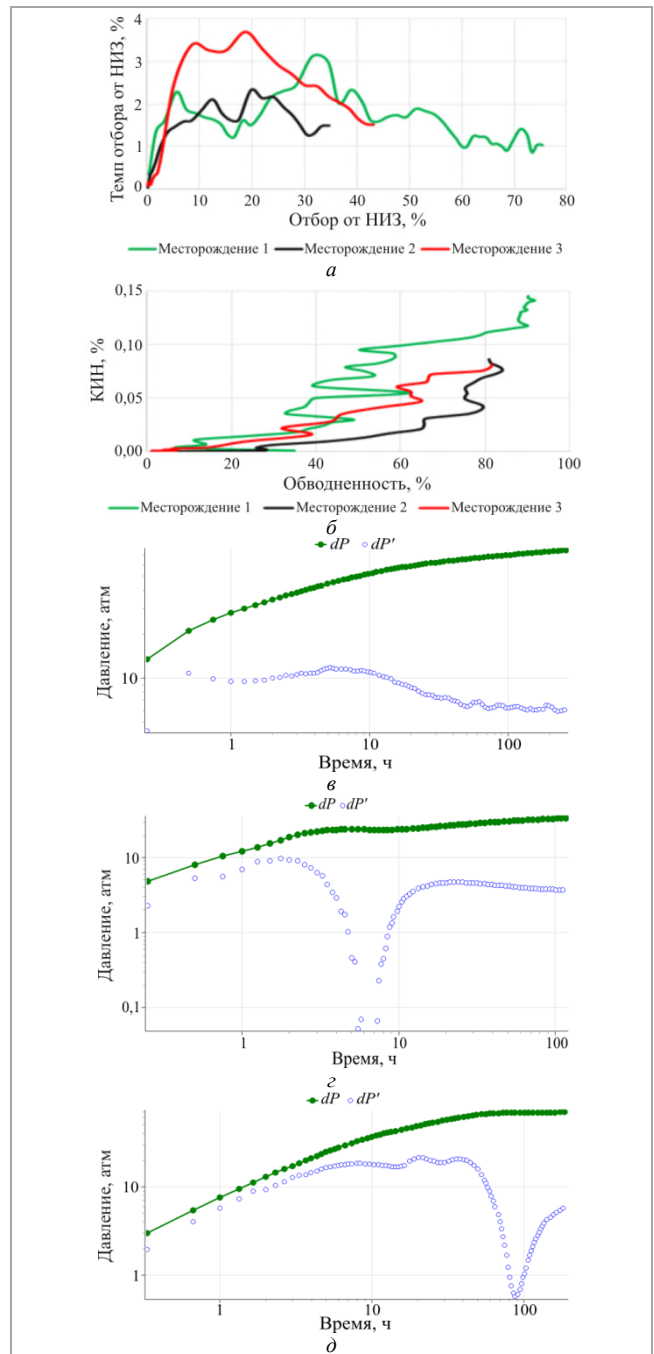 4
3
2
1
0
Темп отбора от НИЗ, %
0 10 20 30 40 50 60 70 80
Отбор от НИЗ, %
Месторождение 1 Месторождение 2 Месторождение 3
а
0,15
0,10
0,05
0,00
КИН, %
0 20 40 60 80 100
Обводненность, %
Месторождение 1 Месторождение 2 Месторождение 3
б
dP dP'
10
Давление, атм
1 10 100
Время, ч
в
dP dP'
10
1
0,1
Давление, атм
1 10 100
Время, ч
г
dP dP'
10
1
Давление, атм
1 10 100
Время, ч
д